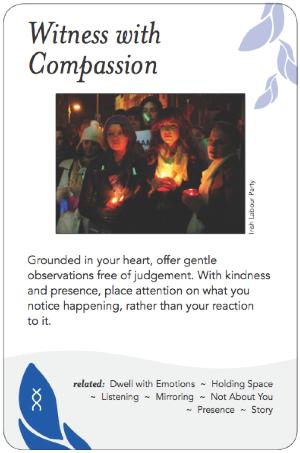 Witness with
Compassion
Irish Labour Party
Grounded in your heart, offer gentle
observations free of judgement. With kindness
and presence, place attention on what you
notice happening, rather than your reaction
to it.
related: Dwell with Emotions ~ Holding Space
~ Listening ~ Mirroring ~ Not About You
~ Presence ~ Story